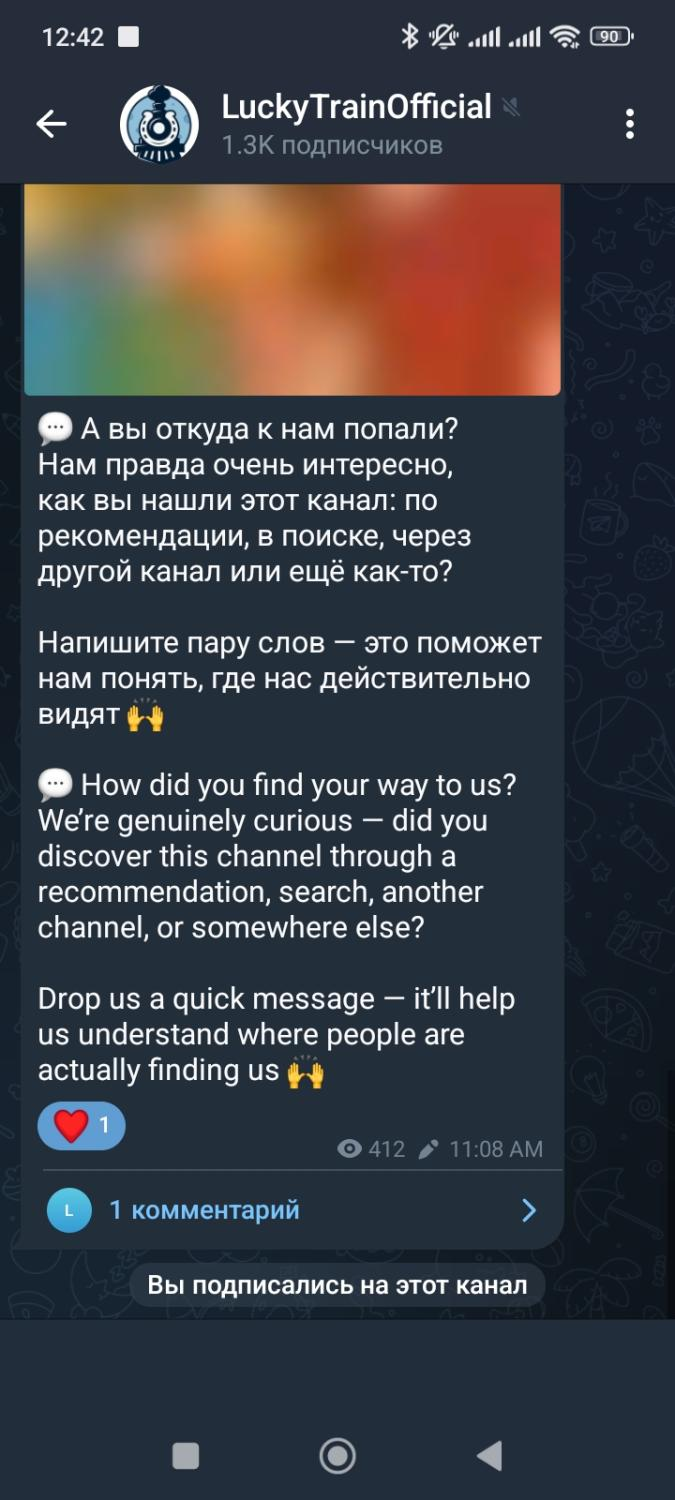 12:42
90
LuckyTrainOfficial
1.3K подписчиков
💬 А вы откуда к нам попали?
Нам правда очень интересно,
как вы нашли этот канал: по
рекомендации, в поиске, через
другой канал или ещё как-то?
Напишите пару слов — это поможет
нам понять, где нас действительно
видят 🙌
💬 How did you find your way to us?
We’re genuinely curious — did you
discover this channel through a
recommendation, search, another
channel, or somewhere else?
Drop us a quick message — it’ll help
us understand where people are
actually finding us 🙌
❤️ 1
412 11:08 AM
L 1 комментарий
Вы подписались на этот канал